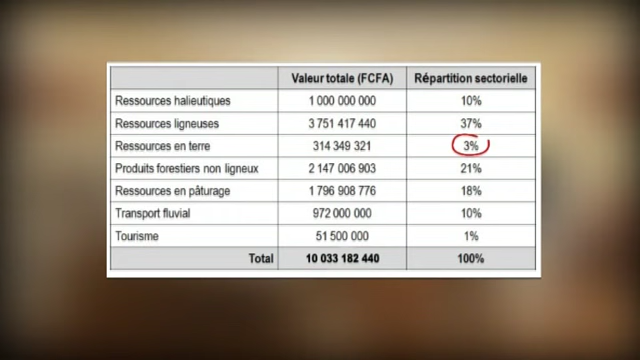 Valeur totale (FCFA) Répartition sectorielle
Ressources halieutiques 1 000 000 000 10%
Ressources ligneuses 3 751 417 440 37%
Ressources en terre 314 349 321 3%
Produits forestiers non ligneux 2 147 006 903 21%
Ressources en pâturage 1 796 908 776 18%
Transport fluvial 972 000 000 10%
Tourisme 51 500 000 1%
Total 10 033 182 440 100%